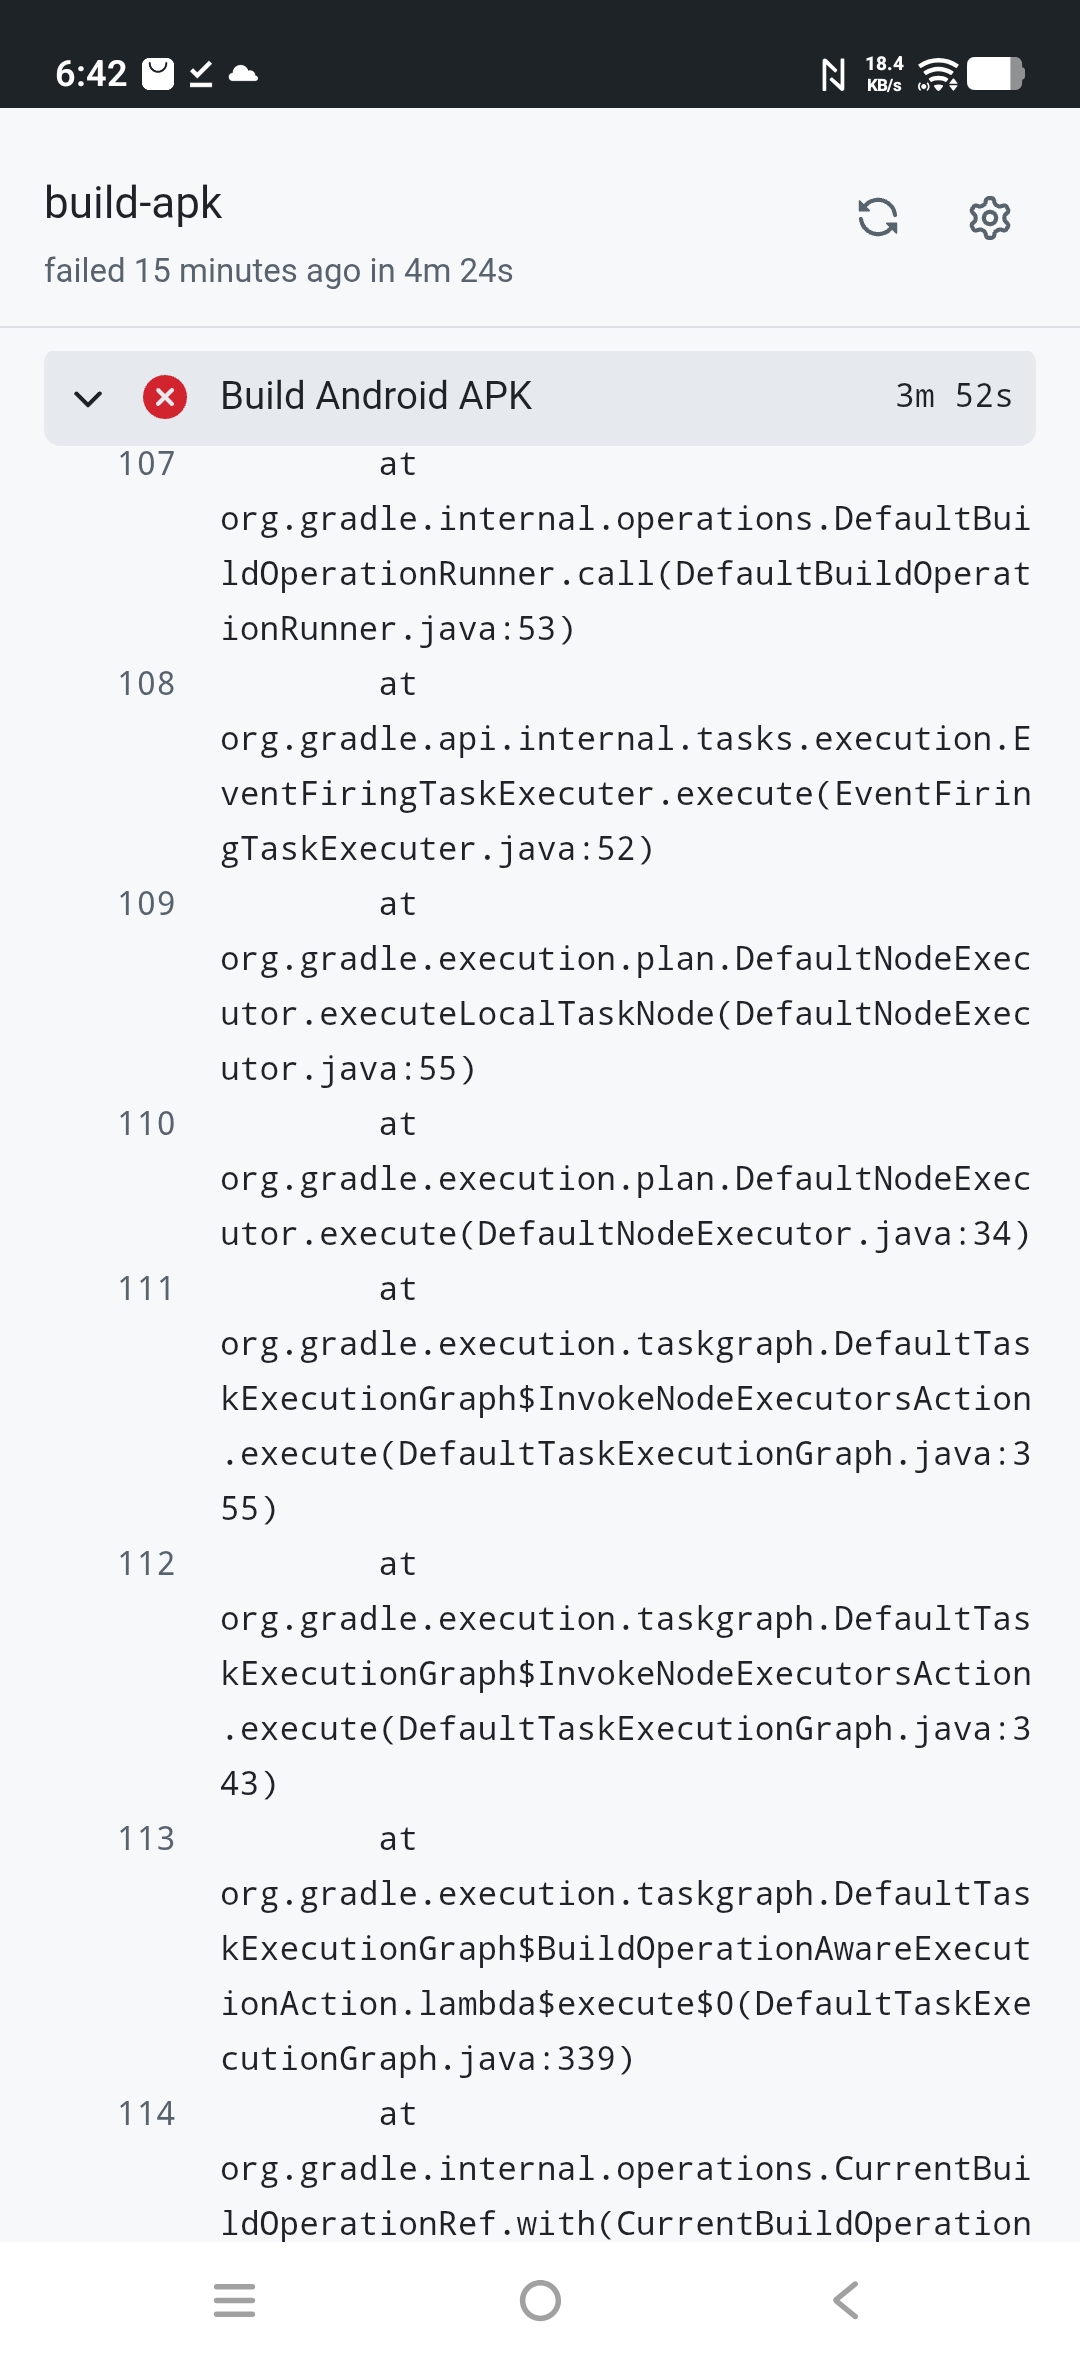 6:42
18.4
KB/s
build-apk
failed 15 minutes ago in 4m 24s
Build Android APK 3m 52s
107 at
org.gradle.internal.operations.DefaultBui
ldOperationRunner.call(DefaultBuildOperat
ionRunner.java:53)
108 at
org.gradle.api.internal.tasks.execution.E
ventFiringTaskExecuter.execute(EventFirin
gTaskExecuter.java:52)
109 at
org.gradle.execution.plan.DefaultNodeExec
utor.executeLocalTaskNode(DefaultNodeExec
utor.java:55)
110 at
org.gradle.execution.plan.DefaultNodeExec
utor.execute(DefaultNodeExecutor.java:34)
111 at
org.gradle.execution.taskgraph.DefaultTas
kExecutionGraph$InvokeNodeExecutorsAction
.execute(DefaultTaskExecutionGraph.java:3
55)
112 at
org.gradle.execution.taskgraph.DefaultTas
kExecutionGraph$InvokeNodeExecutorsAction
.execute(DefaultTaskExecutionGraph.java:3
43)
113 at
org.gradle.execution.taskgraph.DefaultTas
kExecutionGraph$BuildOperationAwareExecut
ionAction.lambda$execute$0(DefaultTaskExe
cutionGraph.java:339)
114 at
org.gradle.internal.operations.CurrentBui
ldOperationRef.with(CurrentBuildOperation